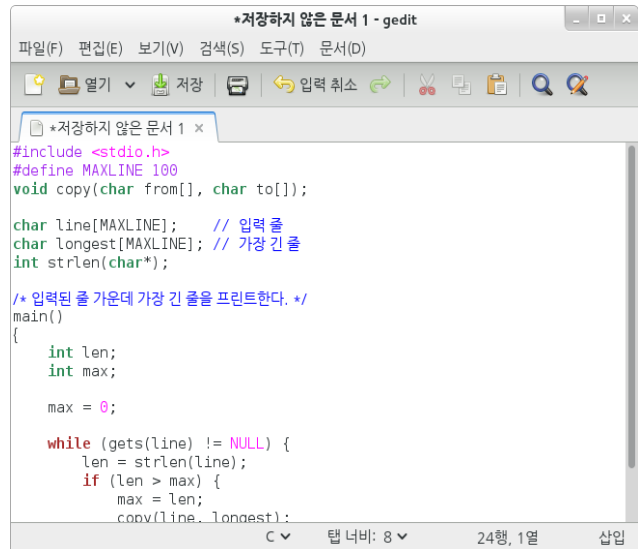 *저장하지 않은 문서 1 - gedit
파일(F) 편집(E) 보기(V) 검색(S) 도구(T) 문서(D)
열기 저장 입력 취소
*저장하지 않은 문서 1 ×
#include <stdio.h>
#define MAXLINE 100
void copy(char from[], char to[]);
char line[MAXLINE];    // 입력 줄
char longest[MAXLINE]; // 가장 긴 줄
int strlen(char*);
/* 입력된 줄 가운데 가장 긴 줄을 프린트한다. */
main()
{
    int len;
    int max;
    max = 0;
    while (gets(line) != NULL) {
        len = strlen(line);
        if (len > max) {
            max = len;
            copy(line, longest);
C 탭 너비: 8 24행, 1열 삽입